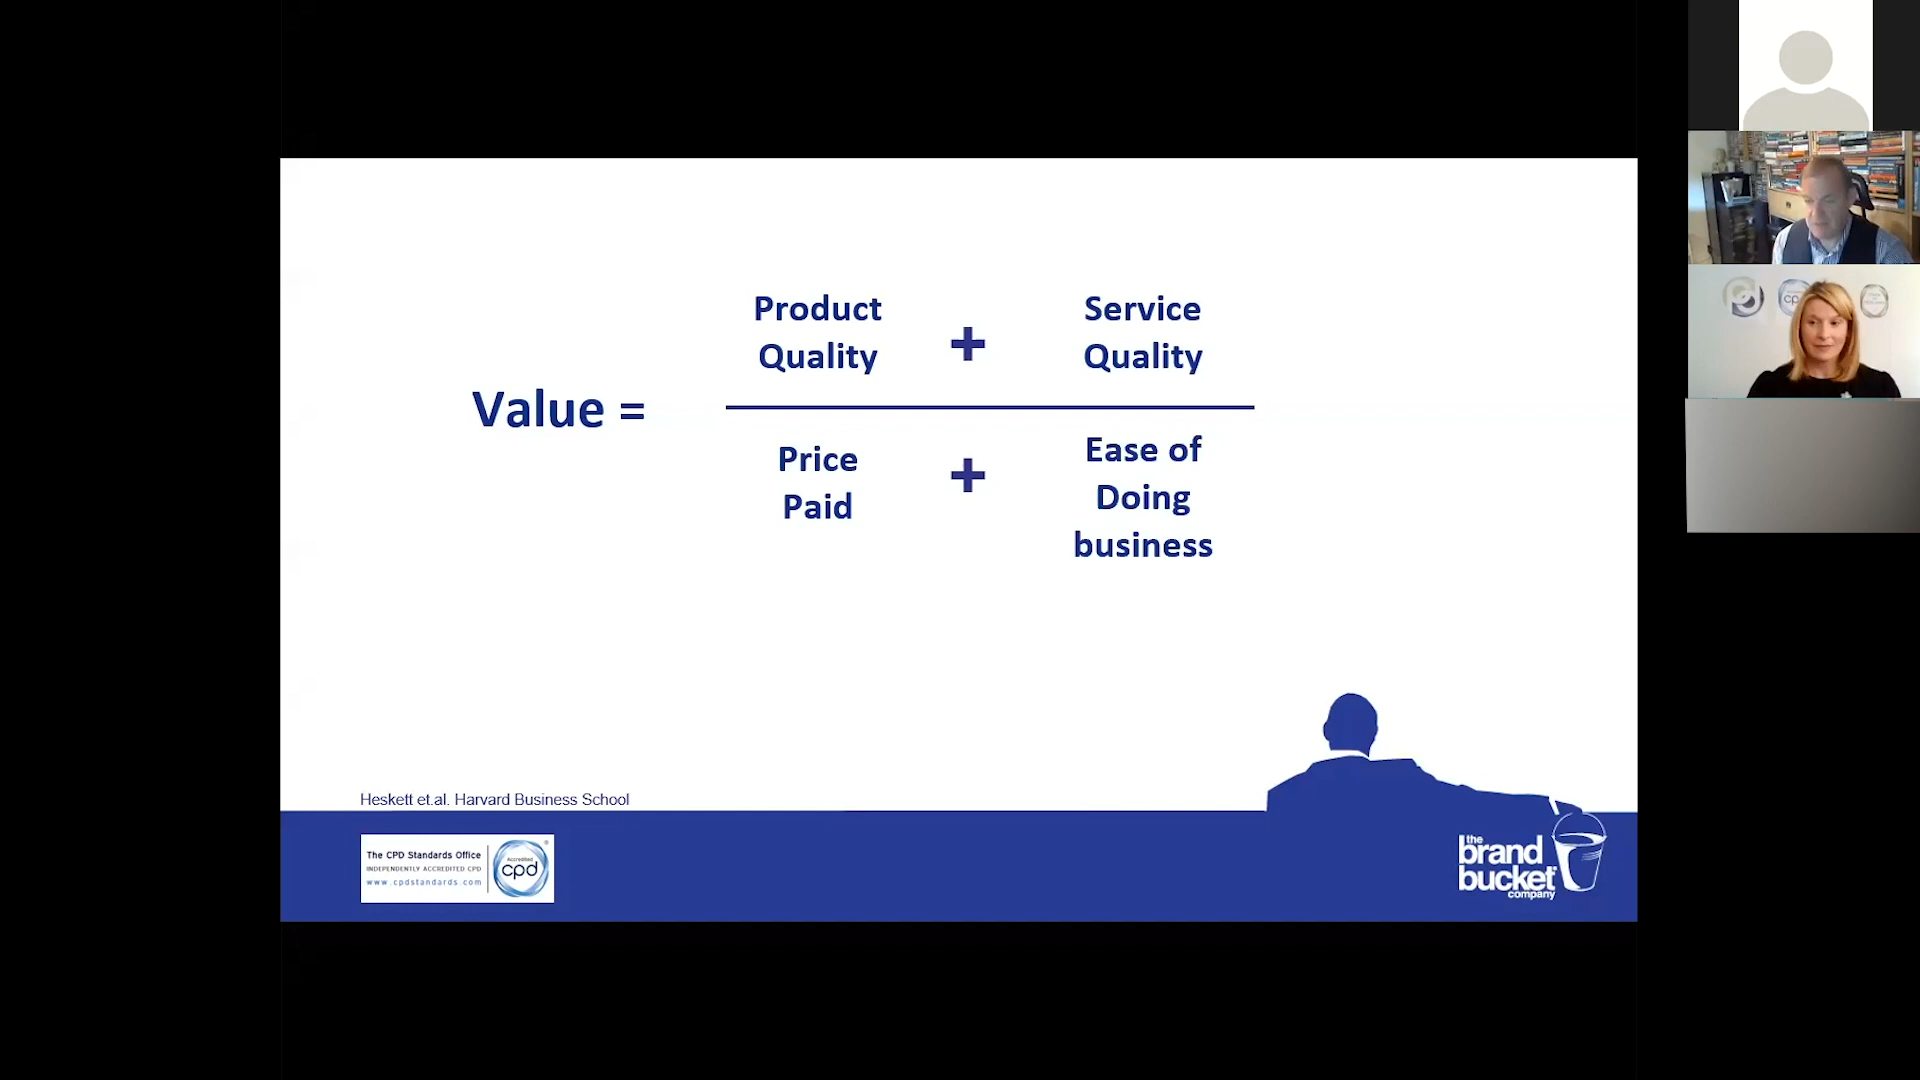 Product
Quality
+
Service
Quality
Value =
Price
Paid
+
Ease of
Doing
business
Heskett et.al. Harvard Business School
The CPD Standards Office
INDEPENDENTLY ACCREDITED CPD
www.cpdstandards.com
Accredited
cpd
®
the
brand
bucket
company